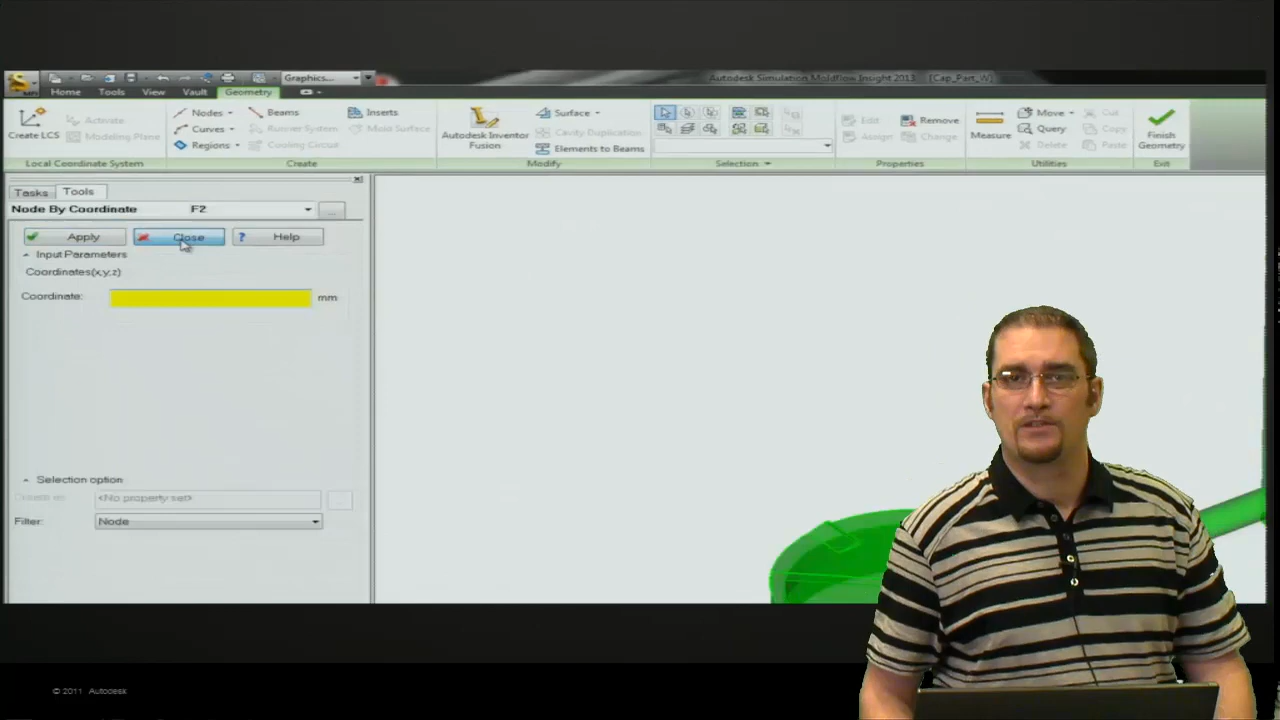 Graphics...
Autodesk Simulation Moldflow Insight 2013 [Cap_Part_W]
Home Tools View Vault Geometry
Create LCS
Activate
Modeling Plane
Local Coordinate System
Nodes
Curves
Regions
Beams
Runner System
Cooling Circuit
Inserts
Mold Surface
Create
Autodesk Inventor Fusion
Surface
Cavity Duplication
Elements to Beams
Modify
Selection
Edit
Assign
Remove
Change
Properties
Measure
Move
Query
Delete
Cut
Copy
Paste
Utilities
Finish Geometry
Exit
Tasks Tools
Node By Coordinate F2
...
Apply Close ? Help
Input Parameters
Coordinates(x,y,z)
Coordinate: mm
Selection option
Create as: <No property set>
Filter: Node
© 2011 Autodesk